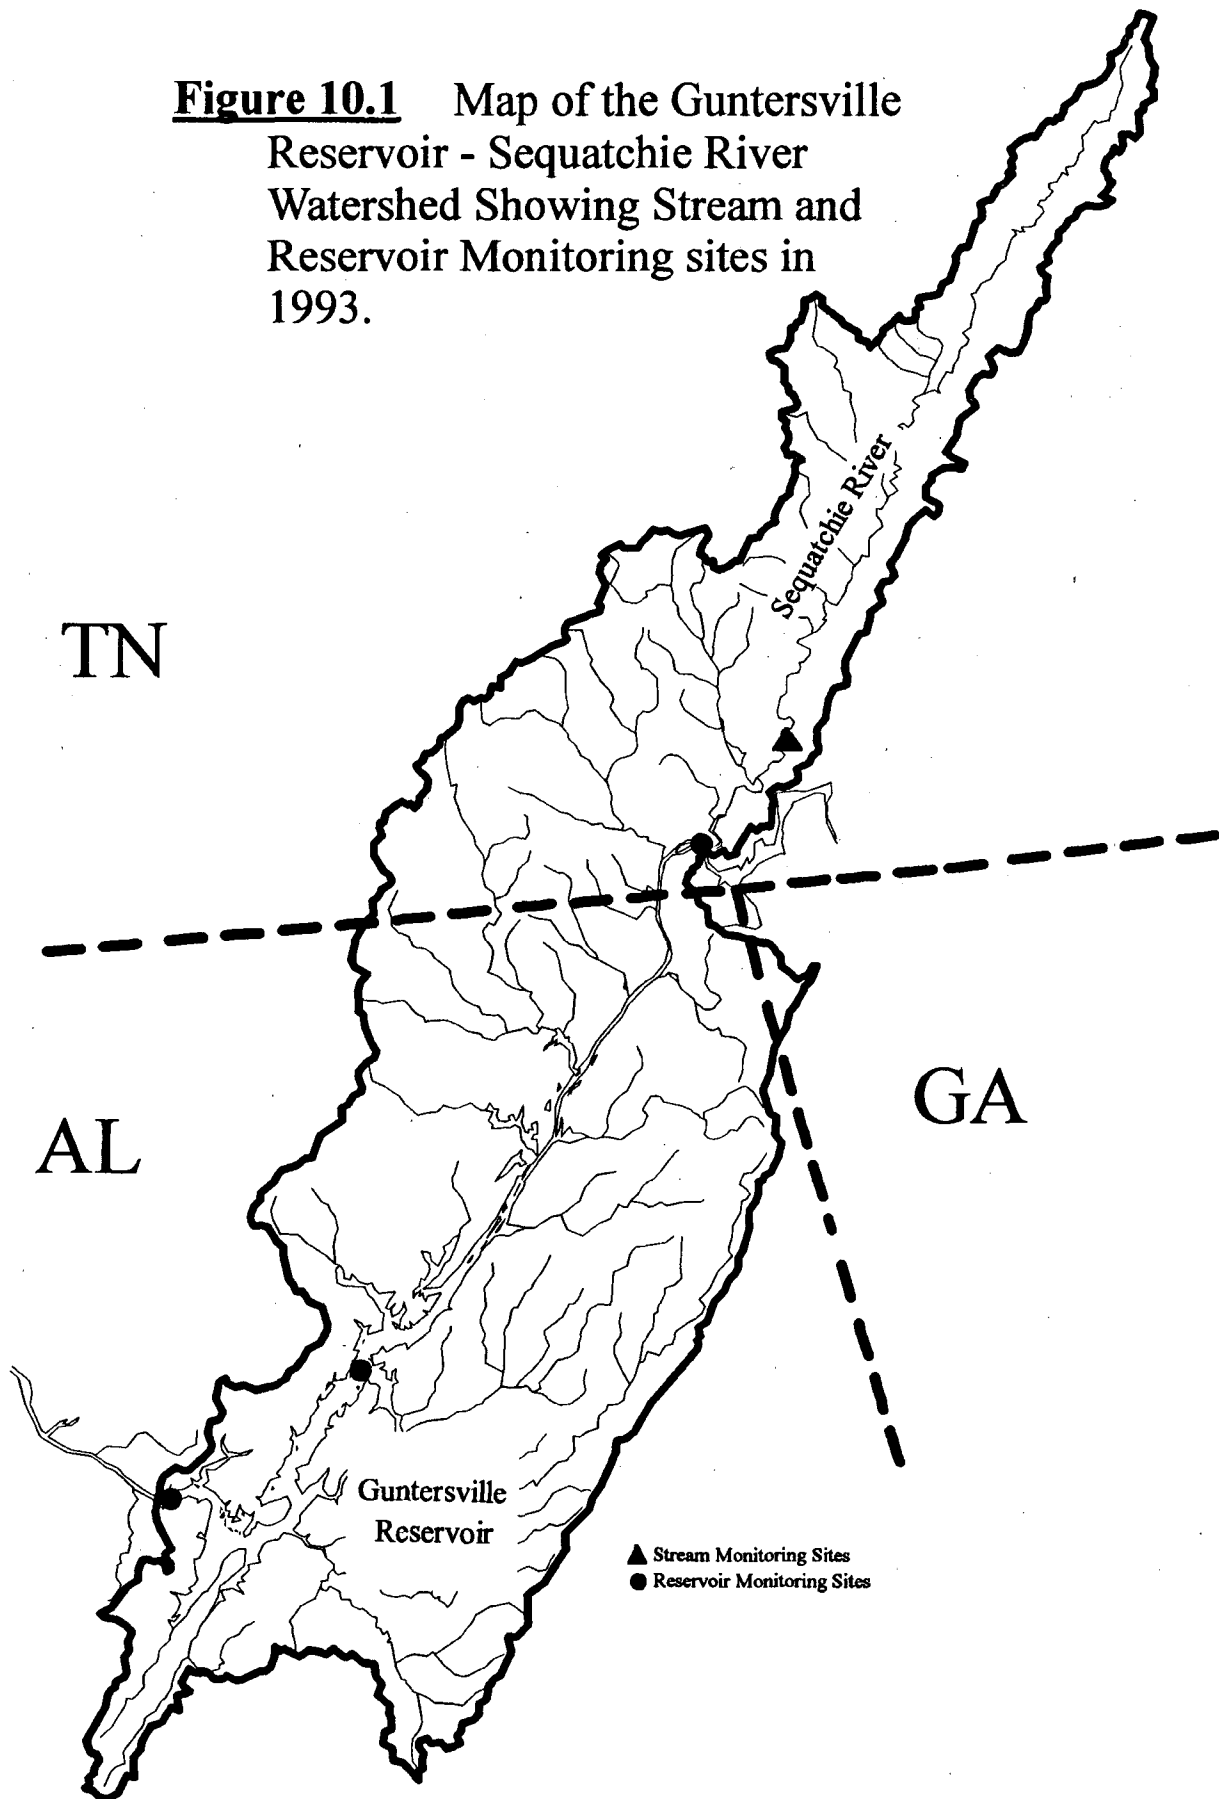 Figure 10.1 Map of the Guntersville
Reservoir - Sequatchie River
Watershed Showing Stream and
Reservoir Monitoring sites in
1993.
Sequatchie River
TN
GA
AL
Guntersville
Reservoir
Stream Monitoring Sites
Reservoir Monitoring Sites